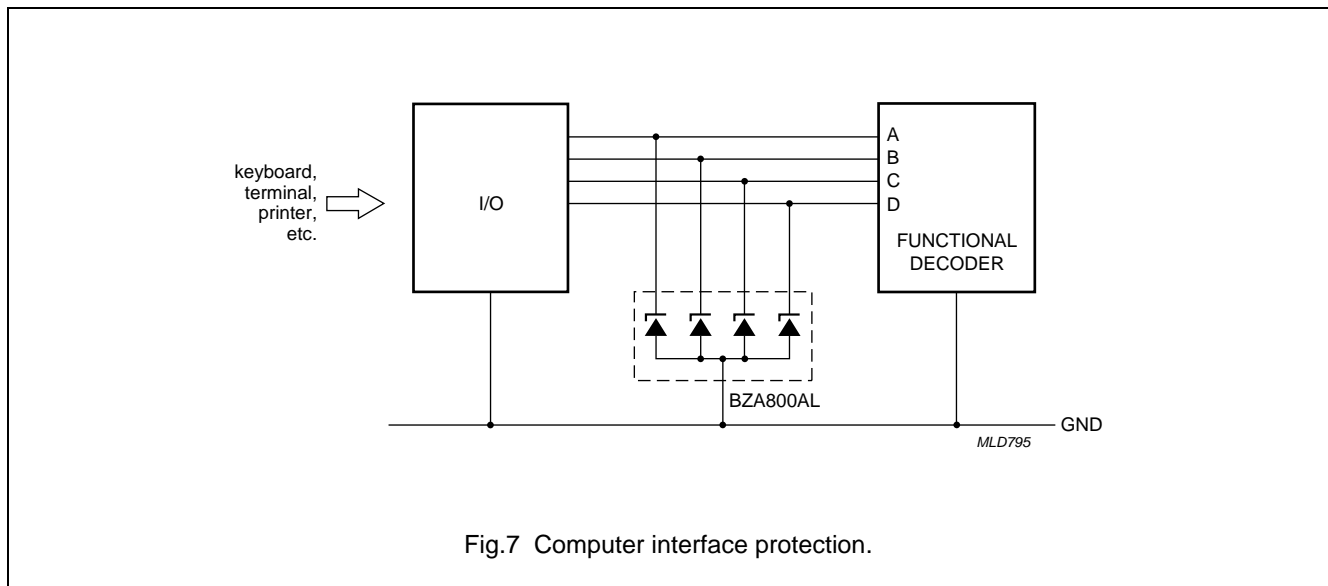 keyboard,
terminal,
printer,
etc.
I/O
A
B
C
D
FUNCTIONAL
DECODER
BZA800AL
GND
MLD795
Fig.7 Computer interface protection.